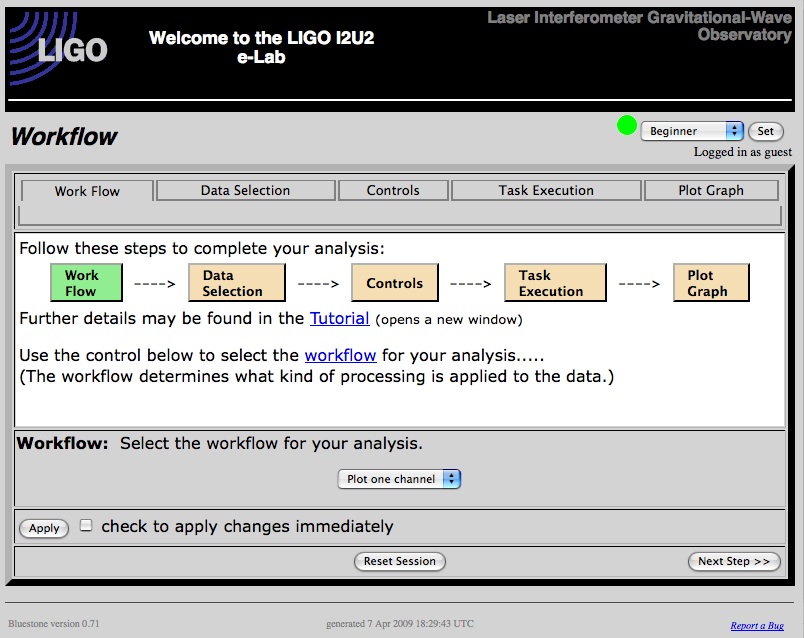 LIGO
Welcome to the LIGO I2U2
e-Lab
Laser Interferometer Gravitational-Wave
Observatory
Workflow
Beginner
Set
Logged in as guest
Work Flow
Data Selection
Controls
Task Execution
Plot Graph
Follow these steps to complete your analysis:
Work
Flow
---->
Data
Selection
---->
Controls
---->
Task
Execution
---->
Plot
Graph
Further details may be found in the Tutorial (opens a new window)
Use the control below to select the workflow for your analysis.....
(The workflow determines what kind of processing is applied to the data.)
Workflow: Select the workflow for your analysis.
Plot one channel
Apply
check to apply changes immediately
Reset Session
Next Step >>
Bluestone version 0.71
generated 7 Apr 2009 18:29:43 UTC
Report a Bug